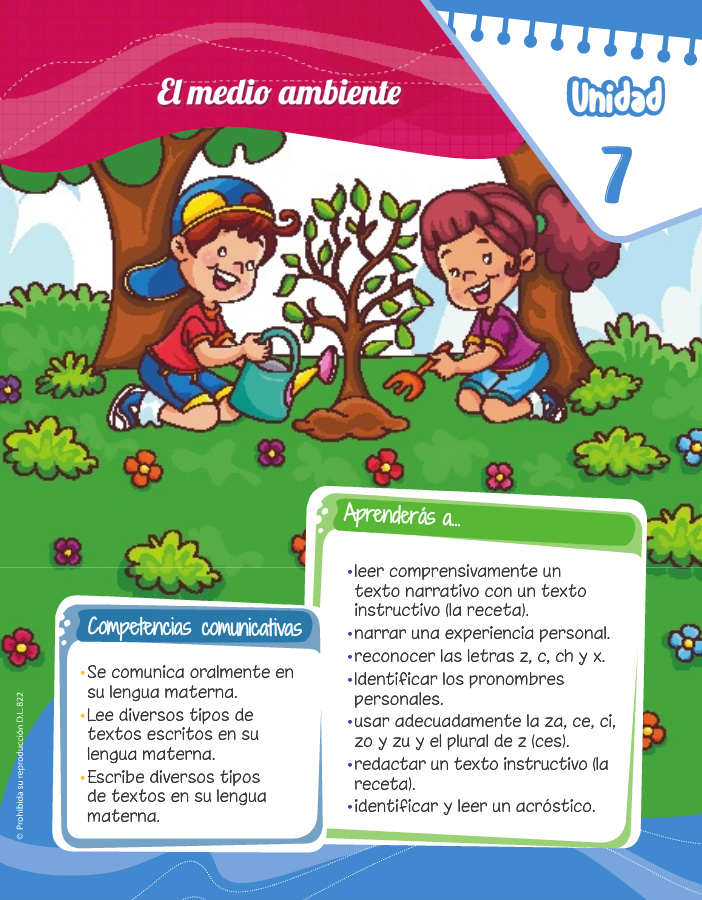 El medio ambiente
Unidad
7
Aprenderás a...
•leer comprensivamente un
texto narrativo con un texto
instructivo (la receta).
•narrar una experiencia personal.
•reconocer las letras z, c, ch y x.
•Identificar los pronombres
personales.
•usar adecuadamente la za, ce, ci,
zo y zu y el plural de z (ces).
•redactar un texto instructivo (la
receta).
•identificar y leer un acróstico.
Competencias comunicativas
•Se comunica oralmente en
su lengua materna.
•Lee diversos tipos de
textos escritos en su
lengua materna.
•Escribe diversos tipos
de textos en su lengua
materna.
© Prohibida su reproducción D.L. 822